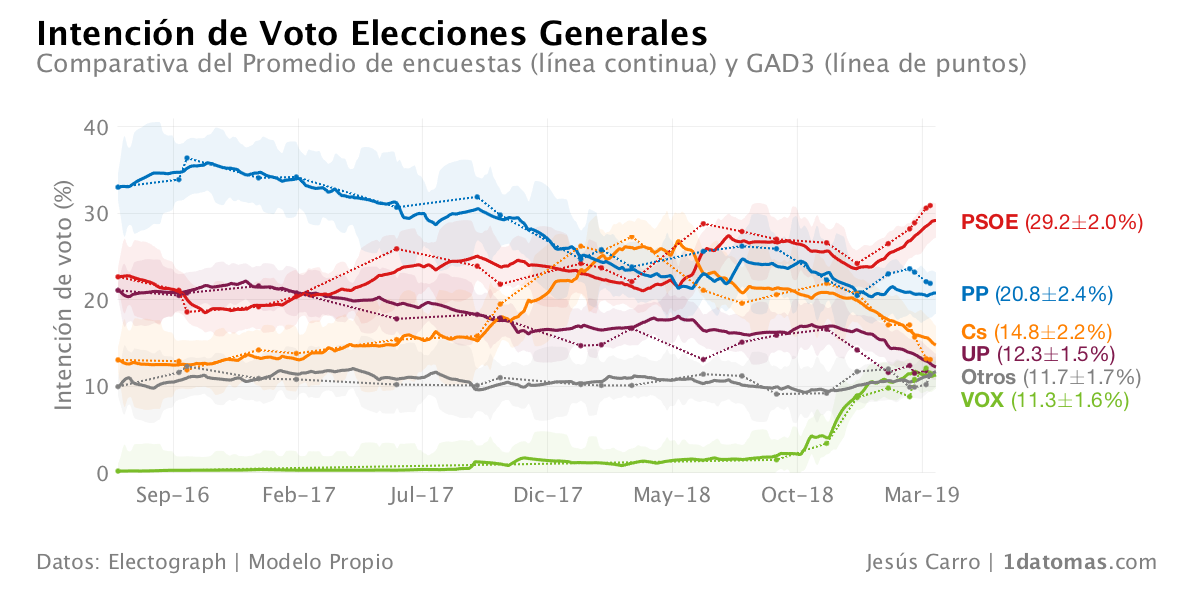 Intención de Voto Elecciones Generales
Comparativa del Promedio de encuestas (línea continua) y GAD3 (línea de puntos)
Intención de voto (%)
40
30
20
10
0
Sep-16 Feb-17 Jul-17 Dic-17 May-18 Oct-18 Mar-19
PSOE (29.2±2.0%)
PP (20.8±2.4%)
Cs (14.8±2.2%)
UP (12.3±1.5%)
Otros (11.7±1.7%)
VOX (11.3±1.6%)
Datos: Electograph | Modelo Propio
Jesús Carro | 1datomas.com